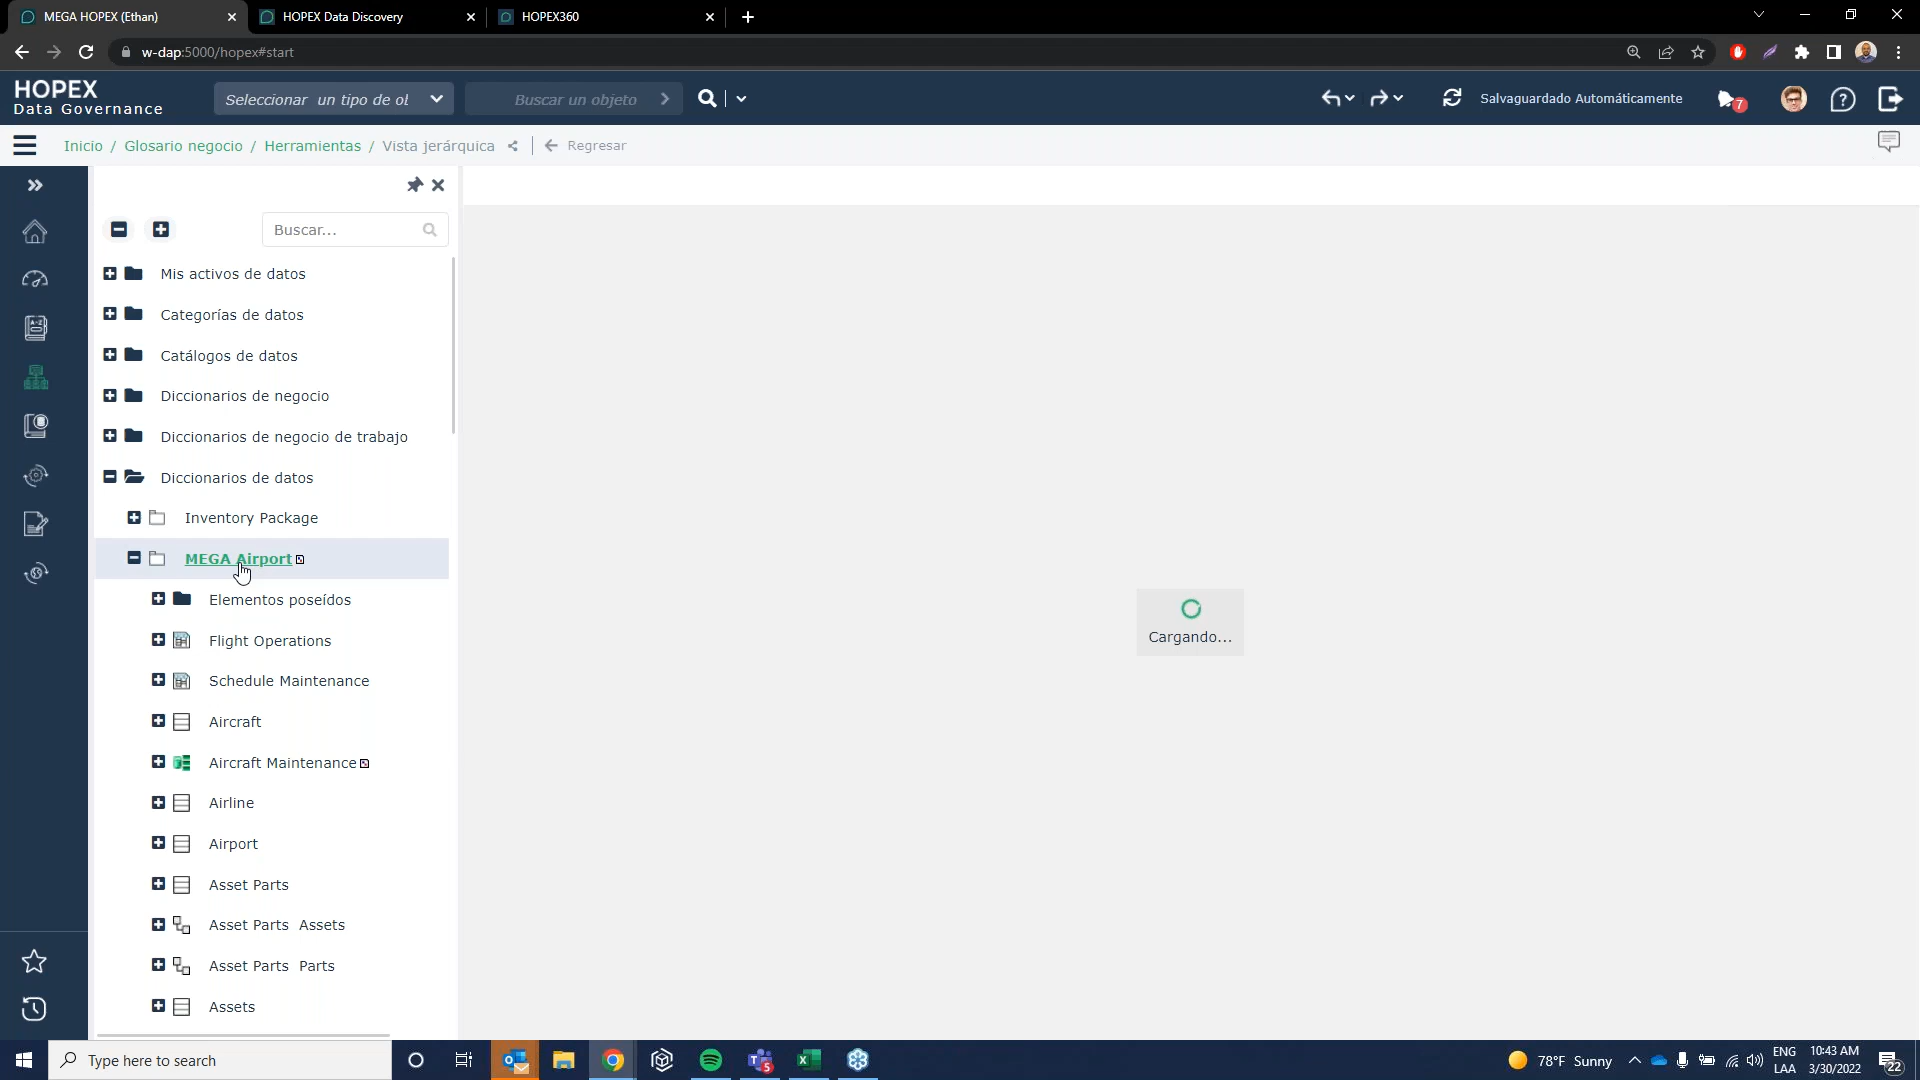 MEGA HOPEX (Ethan)
HOPEX Data Discovery
HOPEX360
w-dap:5000/hopex#start
HOPEX
Data Governance
Seleccionar un tipo de ol
Buscar un objeto
Salvaguardado Automáticamente
7
Inicio / Glosario negocio / Herramientas / Vista jerárquica
Regresar
Buscar...
Mis activos de datos
Categorías de datos
Catálogos de datos
Diccionarios de negocio
Diccionarios de negocio de trabajo
Diccionarios de datos
Inventory Package
MEGA Airport
Elementos poseídos
Flight Operations
Schedule Maintenance
Aircraft
Aircraft Maintenance
Airline
Airport
Asset Parts
Asset Parts Assets
Asset Parts Parts
Assets
Cargando...
Type here to search
5
78°F Sunny
ENG
LAA
10:43 AM
3/30/2022
22